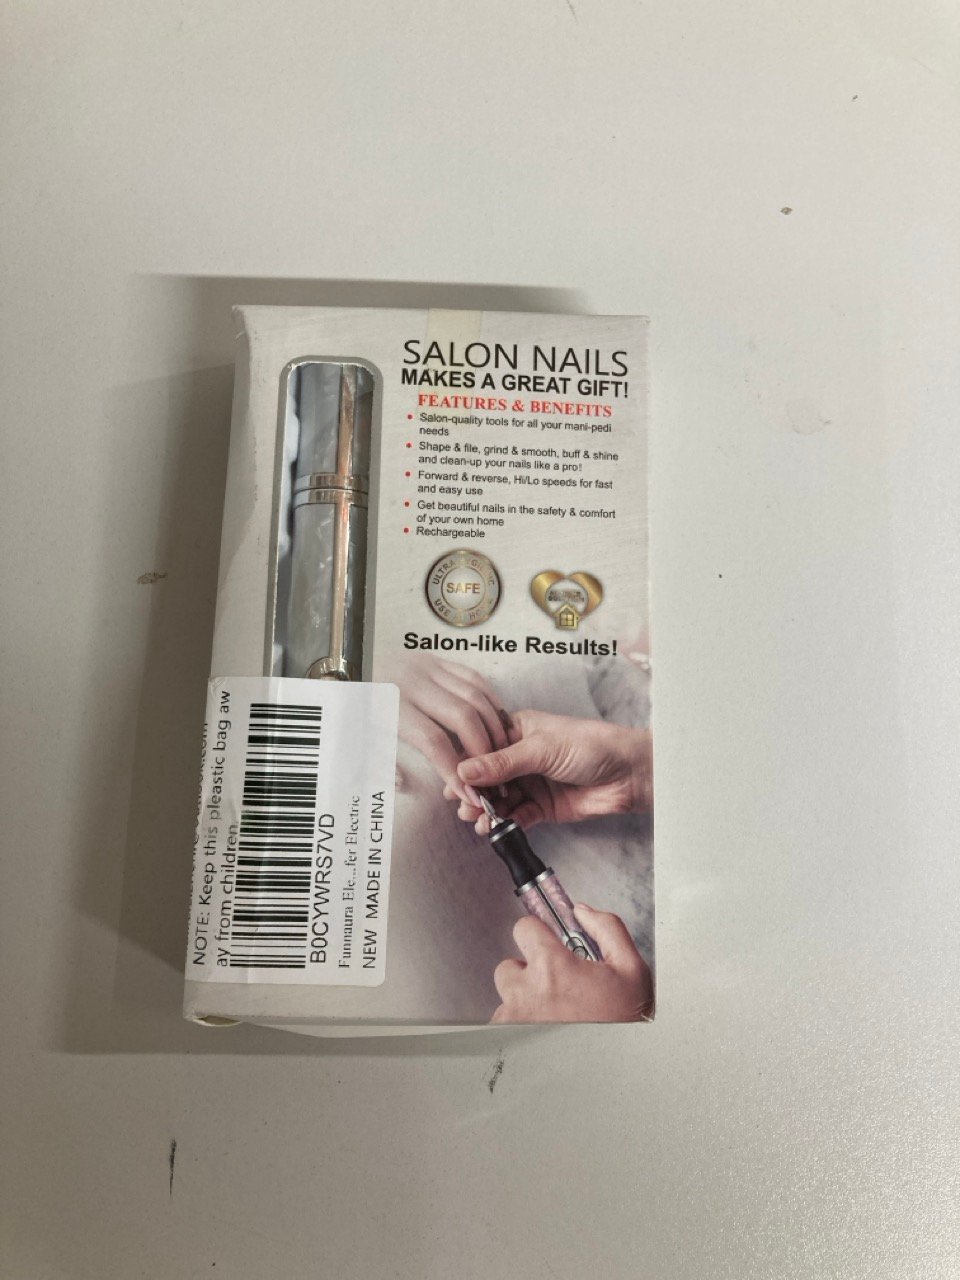 SALON NAILS
MAKES A GREAT GIFT!
FEATURES & BENEFITS
• Salon-quality tools for all your mani-pedi
needs
• Shape & file, grind & smooth, buff & shine
and clean-up your nails like a pro!
• Forward & reverse, Hi/Lo speeds for fast
and easy use
• Get beautiful nails in the safety & comfort
of your own home
• Rechargeable
SAFE
Salon-like Results!
NOTE: Keep this pleastic bag aw
ay from children
B0CYWRS7VD
Funnaura Ele...fer Electric
NEW MADE IN CHINA